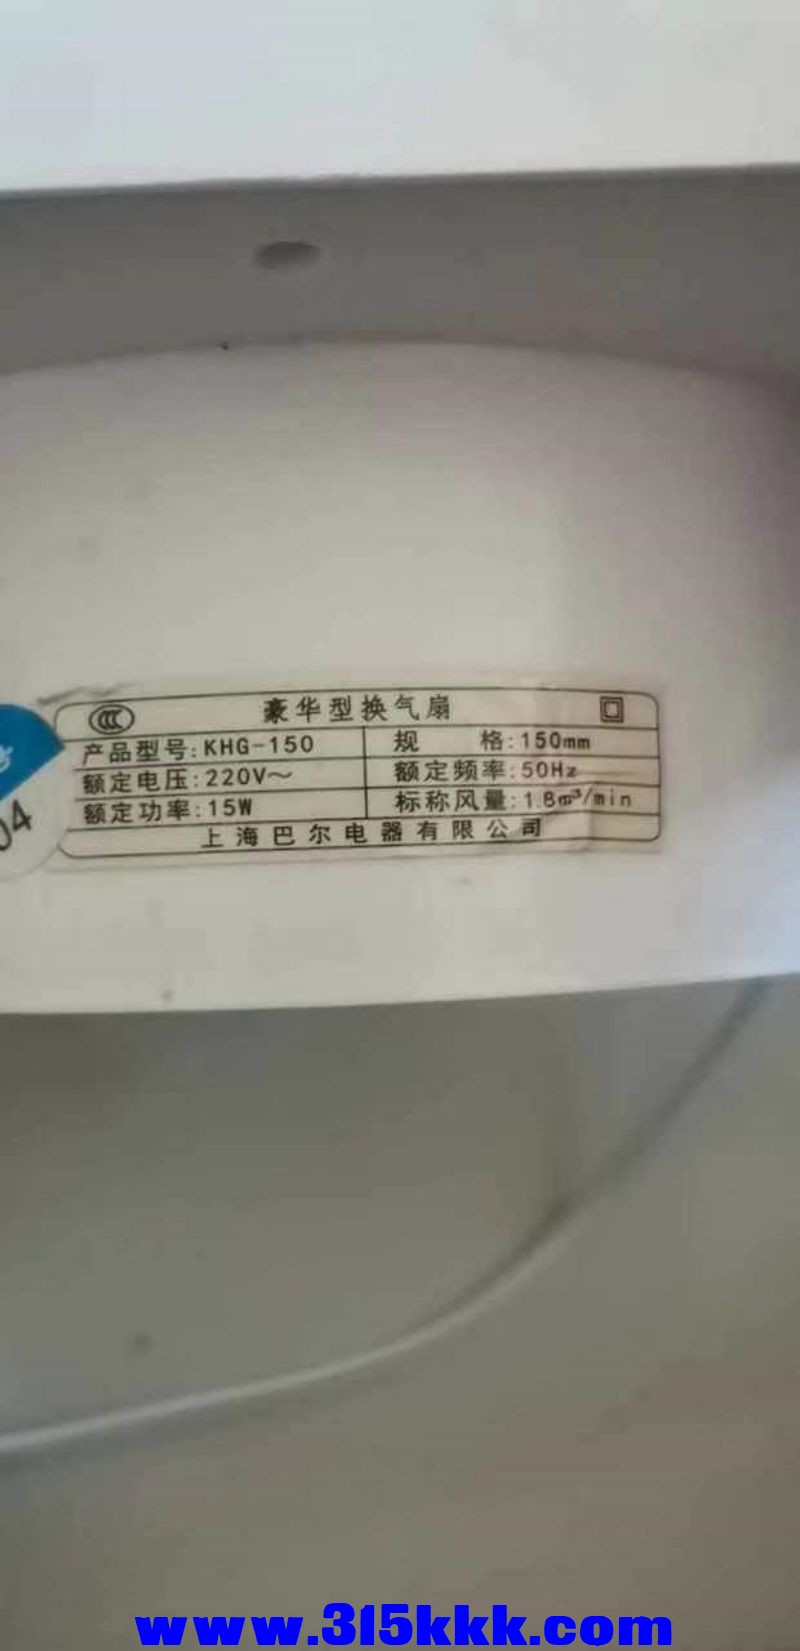 豪华型换气扇
产品型号:KHG-150 规 格:150mm
额定电压:220V～ 额定频率:50Hz
额定功率:15W 标称风量:1.8m³/min
上海巴尔电器有限公司
04
www.315kkk.com